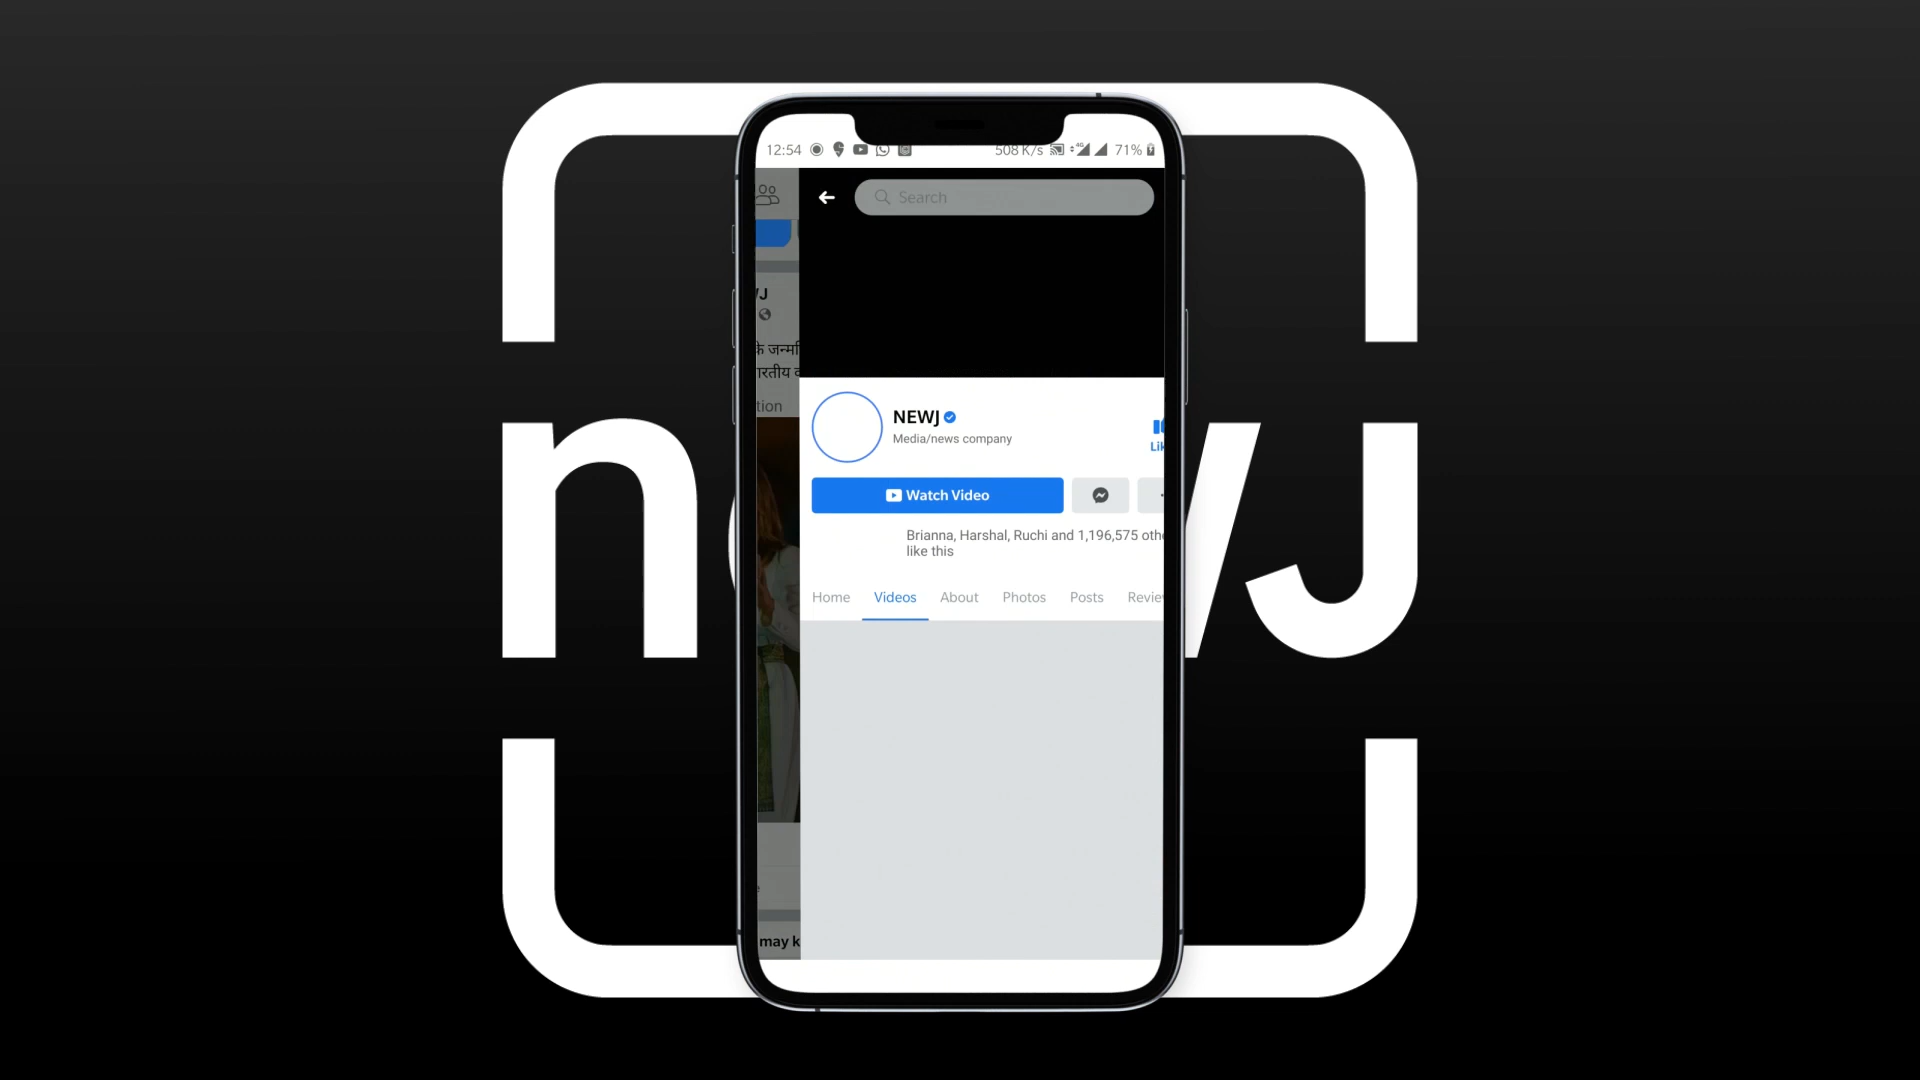 12:54 508 K/s 4G 71%
Search
NEWJ
Media/news company
Watch Video
Brianna, Harshal, Ruchi and 1,196,575
like this
Home Videos About Photos Posts
tion
may